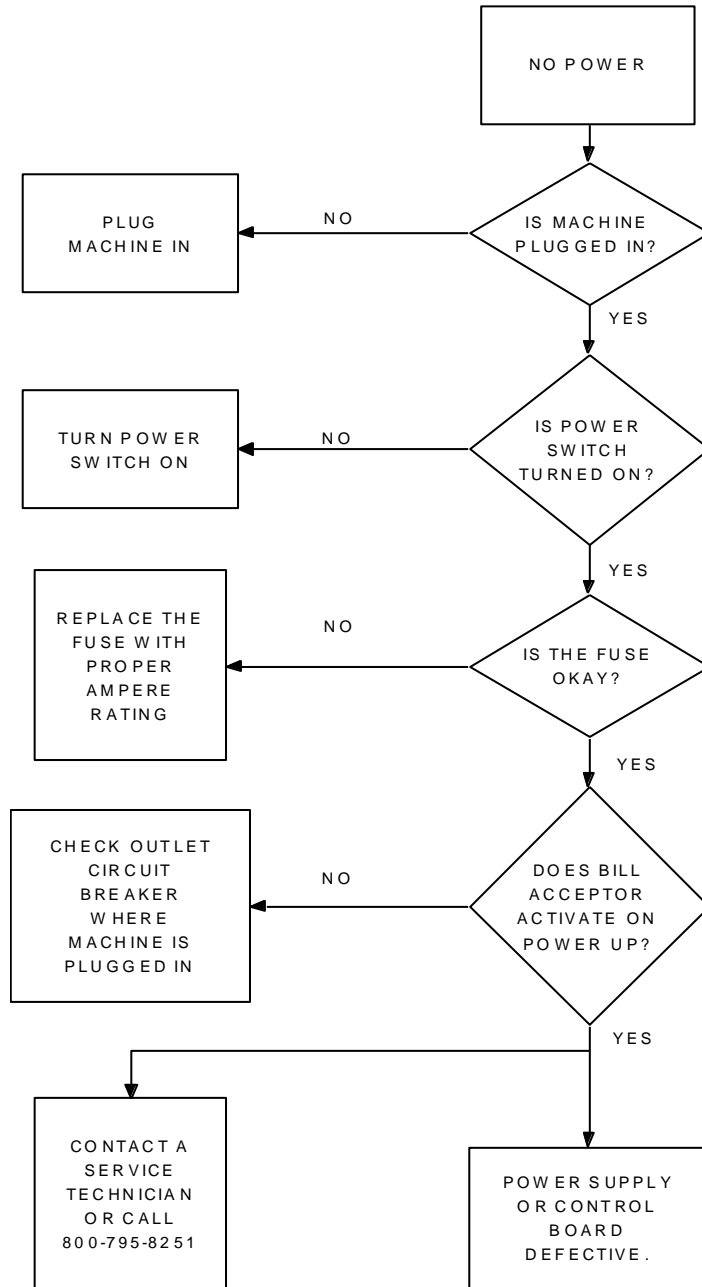 NO POWER
IS MACHINE
PLUGGED IN?
NO
PLUG
MACHINE IN
YES
IS POWER
SWITCH
TURNED ON?
NO
TURN POWER
SWITCH ON
YES
IS THE FUSE
OKAY?
NO
REPLACE THE
FUSE WITH
PROPER
AMPERE
RATING
YES
DOES BILL
ACCEPTOR
ACTIVATE ON
POWER UP?
NO
CHECK OUTLET
CIRCUIT
BREAKER
WHERE
MACHINE IS
PLUGGED IN
YES
CONTACT A
SERVICE
TECHNICIAN
OR CALL
800-795-8251
POWER SUPPLY
OR CONTROL
BOARD
DEFECTIVE.